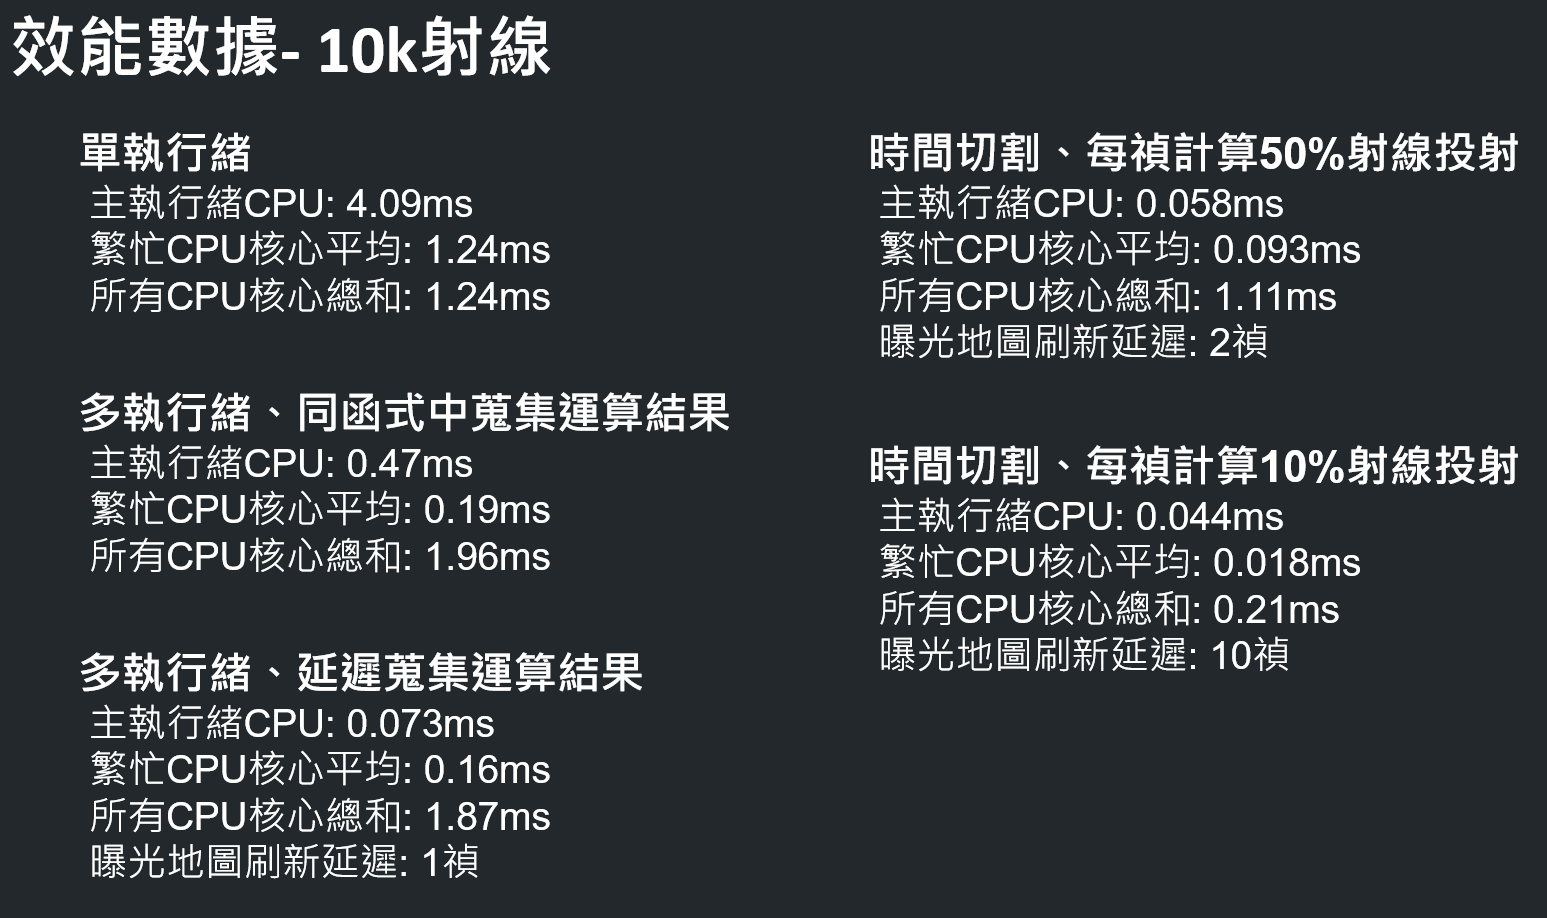 效能數據- 10k射線
單執行緒
主執行緒CPU: 4.09ms
繁忙CPU核心平均: 1.24ms
所有CPU核心總和: 1.24ms
多執行緒、同函式中蒐集運算結果
主執行緒CPU: 0.47ms
繁忙CPU核心平均: 0.19ms
所有CPU核心總和: 1.96ms
多執行緒、延遲蒐集運算結果
主執行緒CPU: 0.073ms
繁忙CPU核心平均: 0.16ms
所有CPU核心總和: 1.87ms
曝光地圖刷新延遲: 1禎
時間切割、每禎計算50%射線投射
主執行緒CPU: 0.058ms
繁忙CPU核心平均: 0.093ms
所有CPU核心總和: 1.11ms
曝光地圖刷新延遲: 2禎
時間切割、每禎計算10%射線投射
主執行緒CPU: 0.044ms
繁忙CPU核心平均: 0.018ms
所有CPU核心總和: 0.21ms
曝光地圖刷新延遲: 10禎